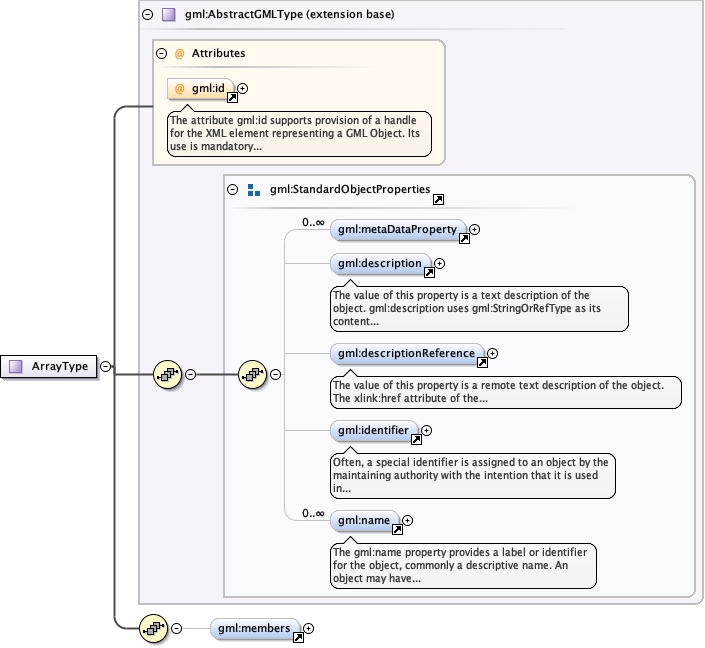 gml:AbstractGMLType (extension base)
@ Attributes
@ gml:id
The attribute gml:id supports provision of a handle
for the XML element representing a GML Object. Its
use is mandatory...
gml:StandardObjectProperties
0..∞
gml:metaDataProperty
gml:description
The value of this property is a text description of the
object. gml:description uses gml:StringOrRefType as its
content...
gml:descriptionReference
The value of this property is a remote text description of the object.
The xlink:href attribute of the...
ArrayType
gml:identifier
Often, a special identifier is assigned to an object by the
maintaining authority with the intention that it is used
in...
0..∞
gml:name
The gml:name property provides a label or identifier
for the object, commonly a descriptive name. An
object may have...
gml:members